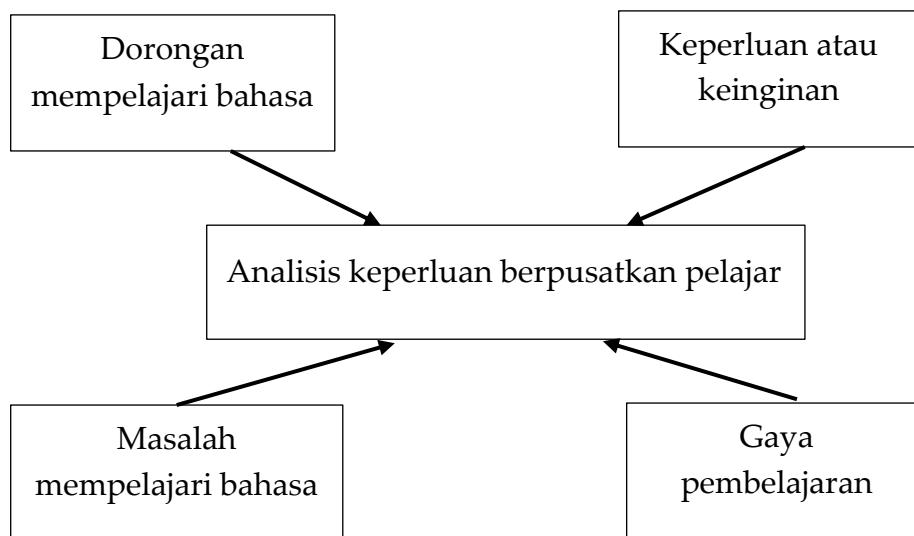 Dorongan
mempelajari bahasa
Keperluan atau
keinginan
Analisis keperluan berpusatkan pelajar
Masalah
mempelajari bahasa
Gaya
pembelajaran